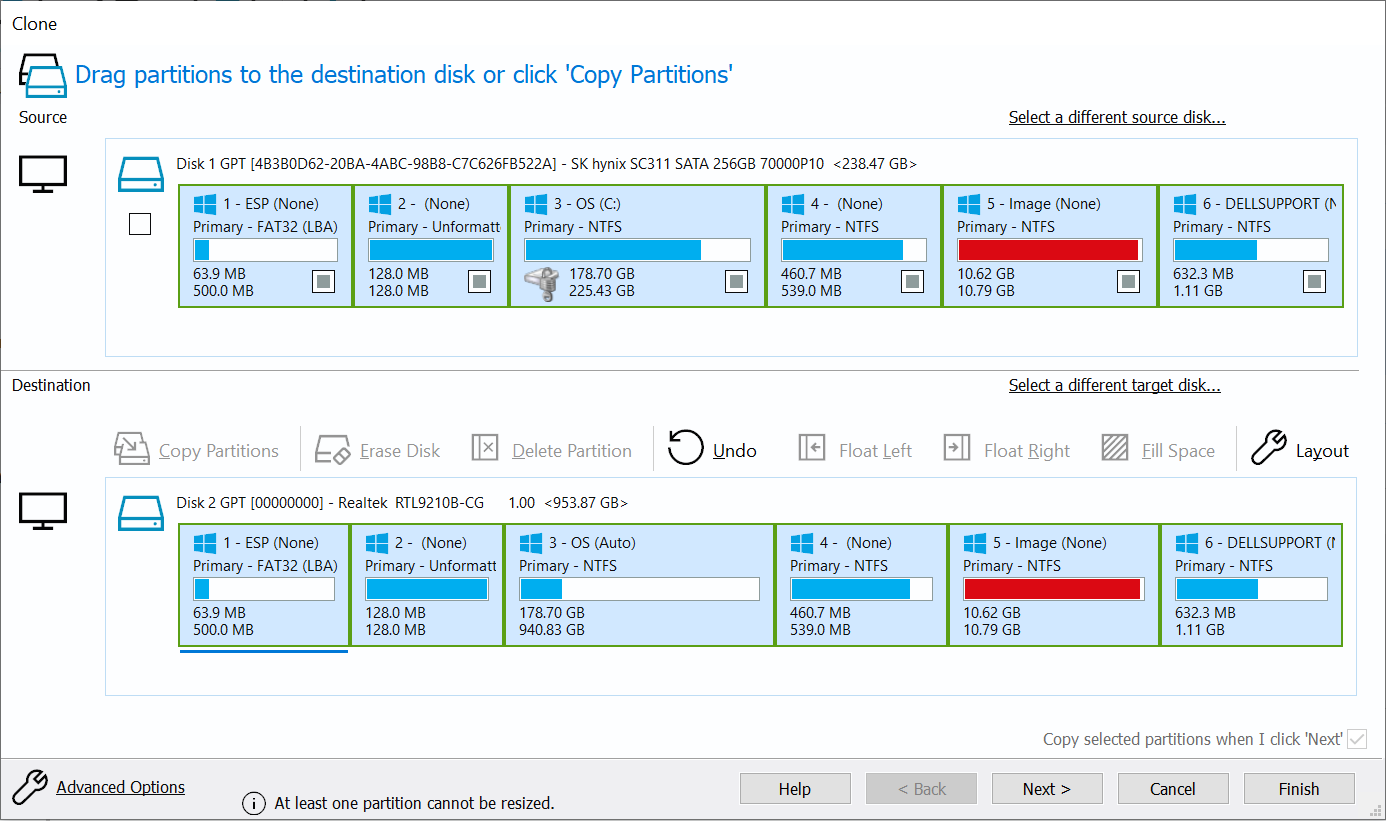 Clone
Drag partitions to the destination disk or click 'Copy Partitions'
Source
Select a different source disk...
Disk 1 GPT [4B3B0D62-20BA-4ABC-98B8-C7C626FB522A] - SK hynix SC311 SATA 256GB 70000P10 <238.47 GB>
1 - ESP (None)
Primary - FAT32 (LBA)
63.9 MB
500.0 MB
2 - (None)
Primary - Unformatt
128.0 MB
128.0 MB
3 - OS (C:)
Primary - NTFS
178.70 GB
225.43 GB
4 - (None)
Primary - NTFS
460.7 MB
539.0 MB
5 - Image (None)
Primary - NTFS
10.62 GB
10.79 GB
6 - DELLSUPPORT (N
Primary - NTFS
632.3 MB
1.11 GB
Destination
Select a different target disk...
Copy Partitions
Erase Disk
Delete Partition
Undo
Float Left
Float Right
Fill Space
Layout
Disk 2 GPT [00000000] - Realtek RTL9210B-CG 1.00 <953.87 GB>
1 - ESP (None)
Primary - FAT32 (LBA)
63.9 MB
500.0 MB
2 - (None)
Primary - Unformatt
128.0 MB
128.0 MB
3 - OS (Auto)
Primary - NTFS
178.70 GB
940.83 GB
4 - (None)
Primary - NTFS
460.7 MB
539.0 MB
5 - Image (None)
Primary - NTFS
10.62 GB
10.79 GB
6 - DELLSUPPORT (
Primary - NTFS
632.3 MB
1.11 GB
Copy selected partitions when I click 'Next'
Advanced Options
At least one partition cannot be resized.
Help
< Back
Next >
Cancel
Finish